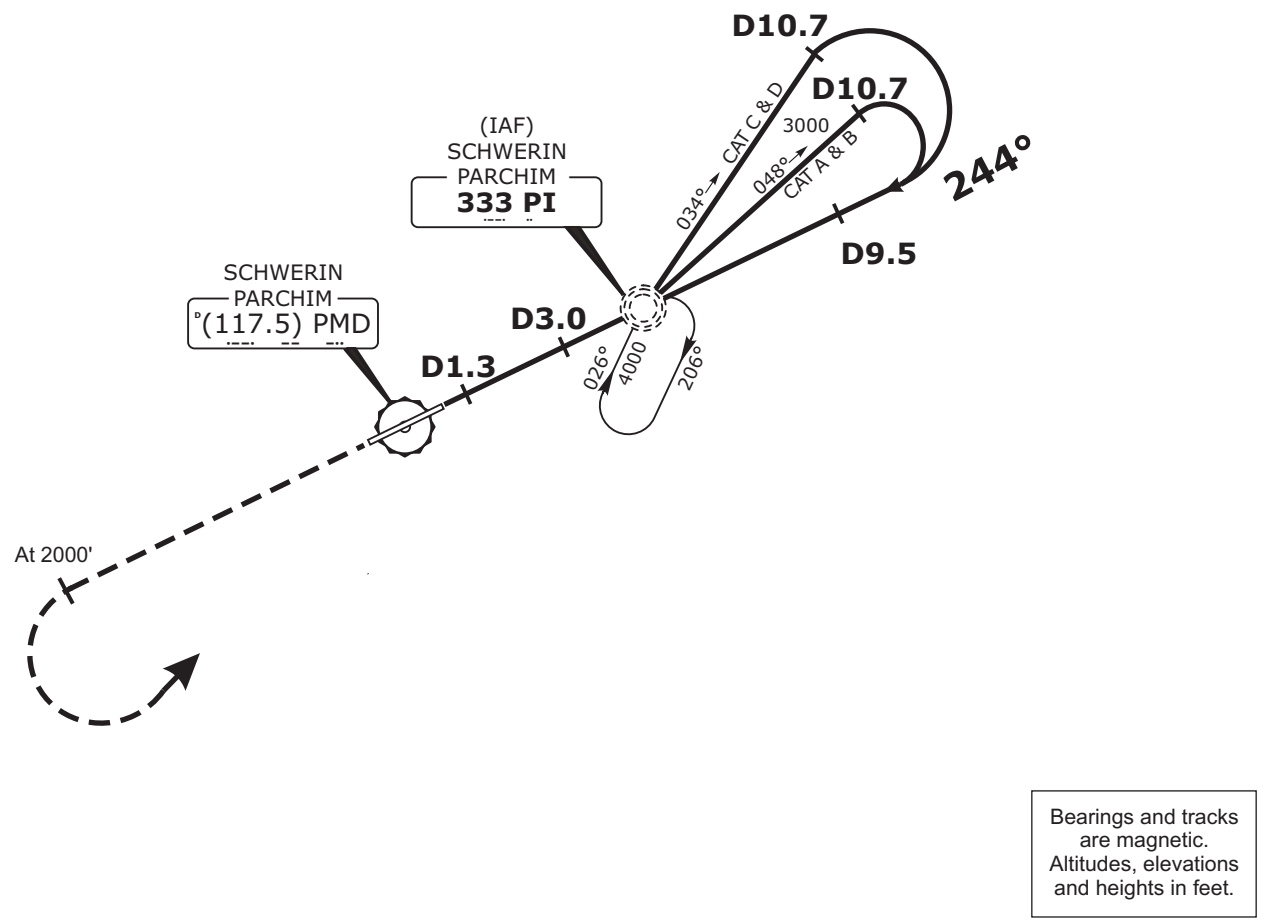 D10.7
D10.7
(IAF)
SCHWERIN
PARCHIM
333 PI
3000
034° CAT C & D
048°
CAT A & B
244°
D9.5
SCHWERIN
PARCHIM
D (117.5) PMD
D3.0
D1.3
026°
4000
206°
At 2000'
Bearings and tracks
are magnetic.
Altitudes, elevations
and heights in feet.